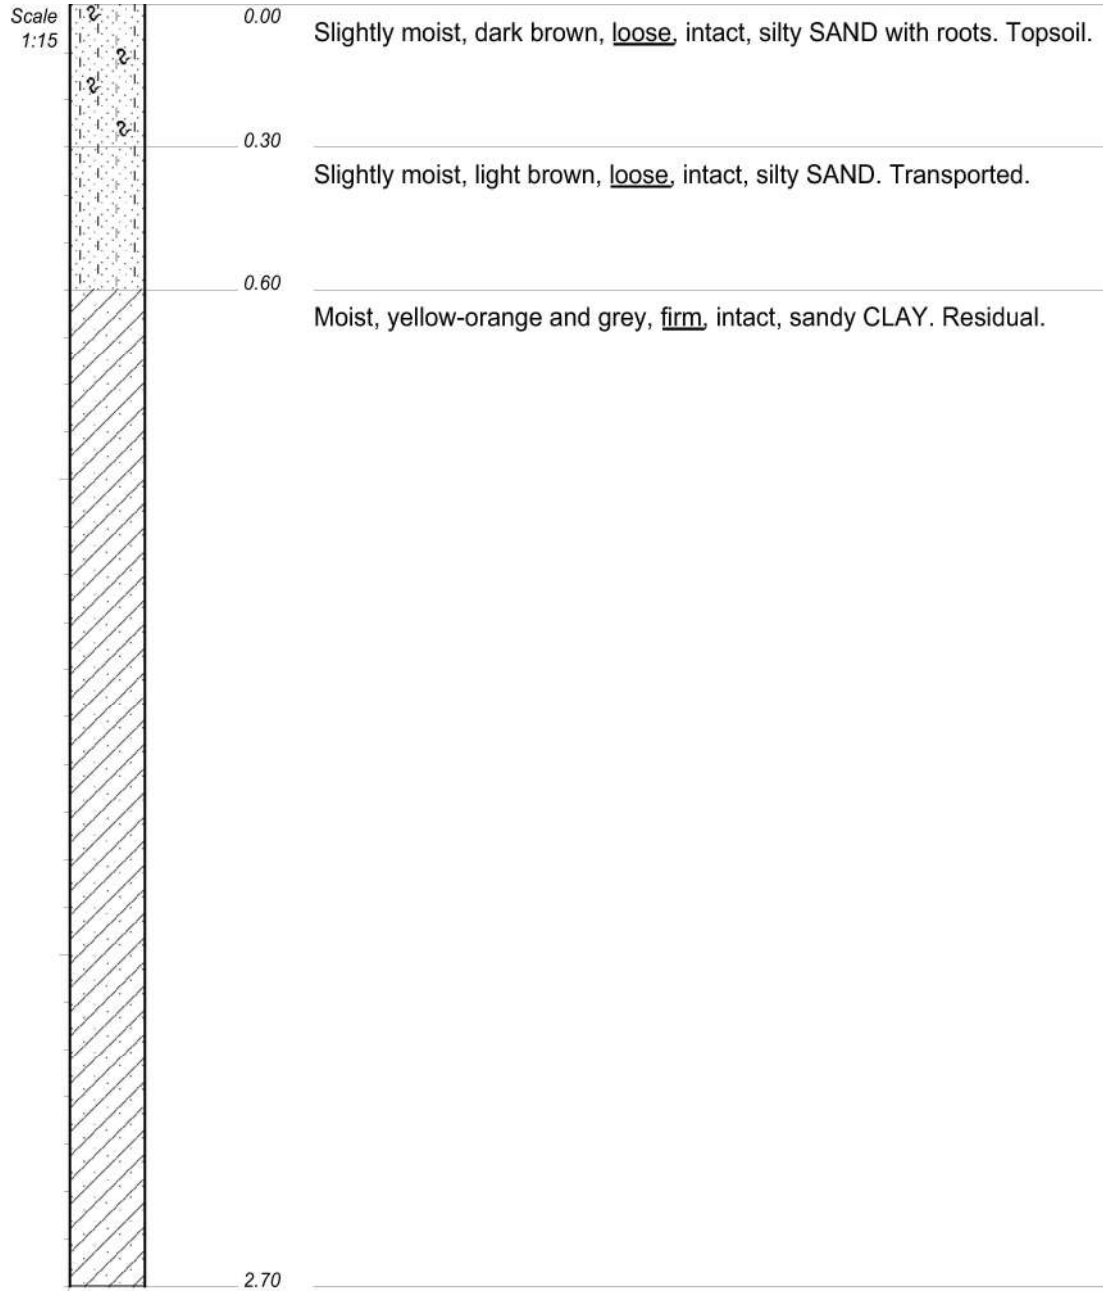 Scale
1:15
0.00
Slightly moist, dark brown, loose, intact, silty SAND with roots. Topsoil.
0.30
Slightly moist, light brown, loose, intact, silty SAND. Transported.
0.60
Moist, yellow-orange and grey, firm, intact, sandy CLAY. Residual.
2.70